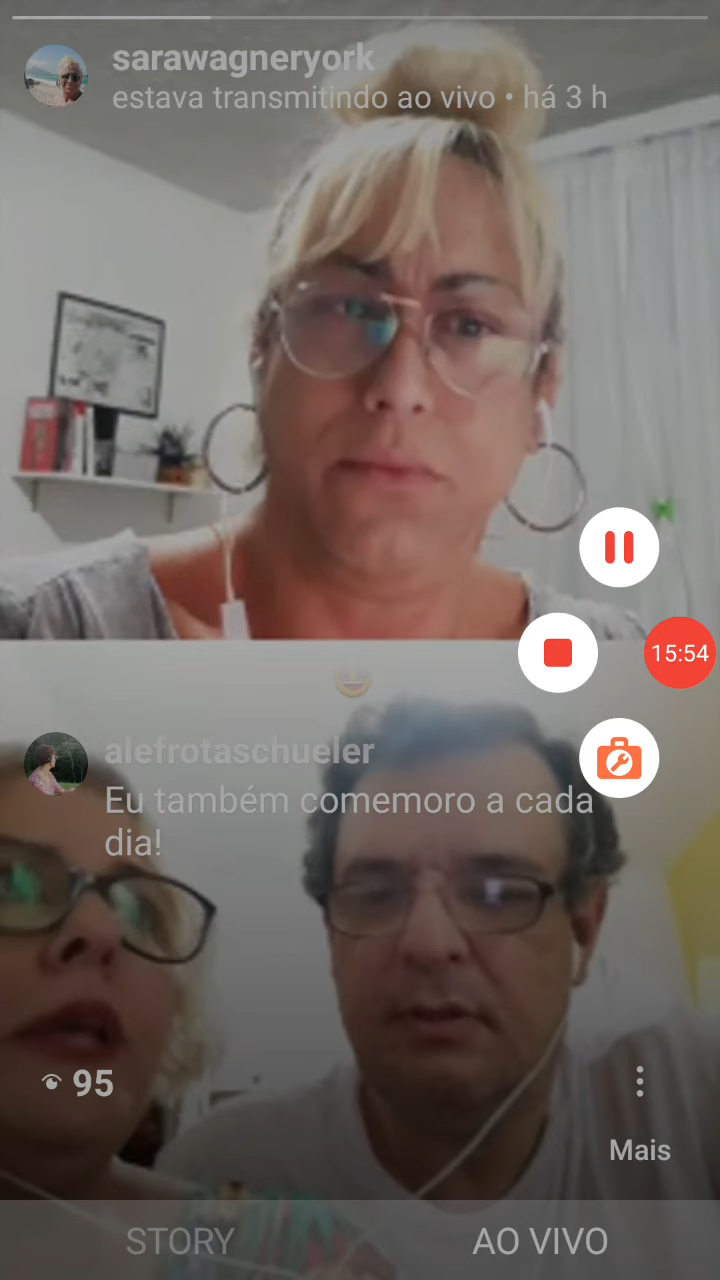 sarawagneryork
estava transmitindo ao vivo • há 3 h
15:54
alefrotaschueler
Eu também comemoro a cada
dia!
95
Mais
STORY
AO VIVO